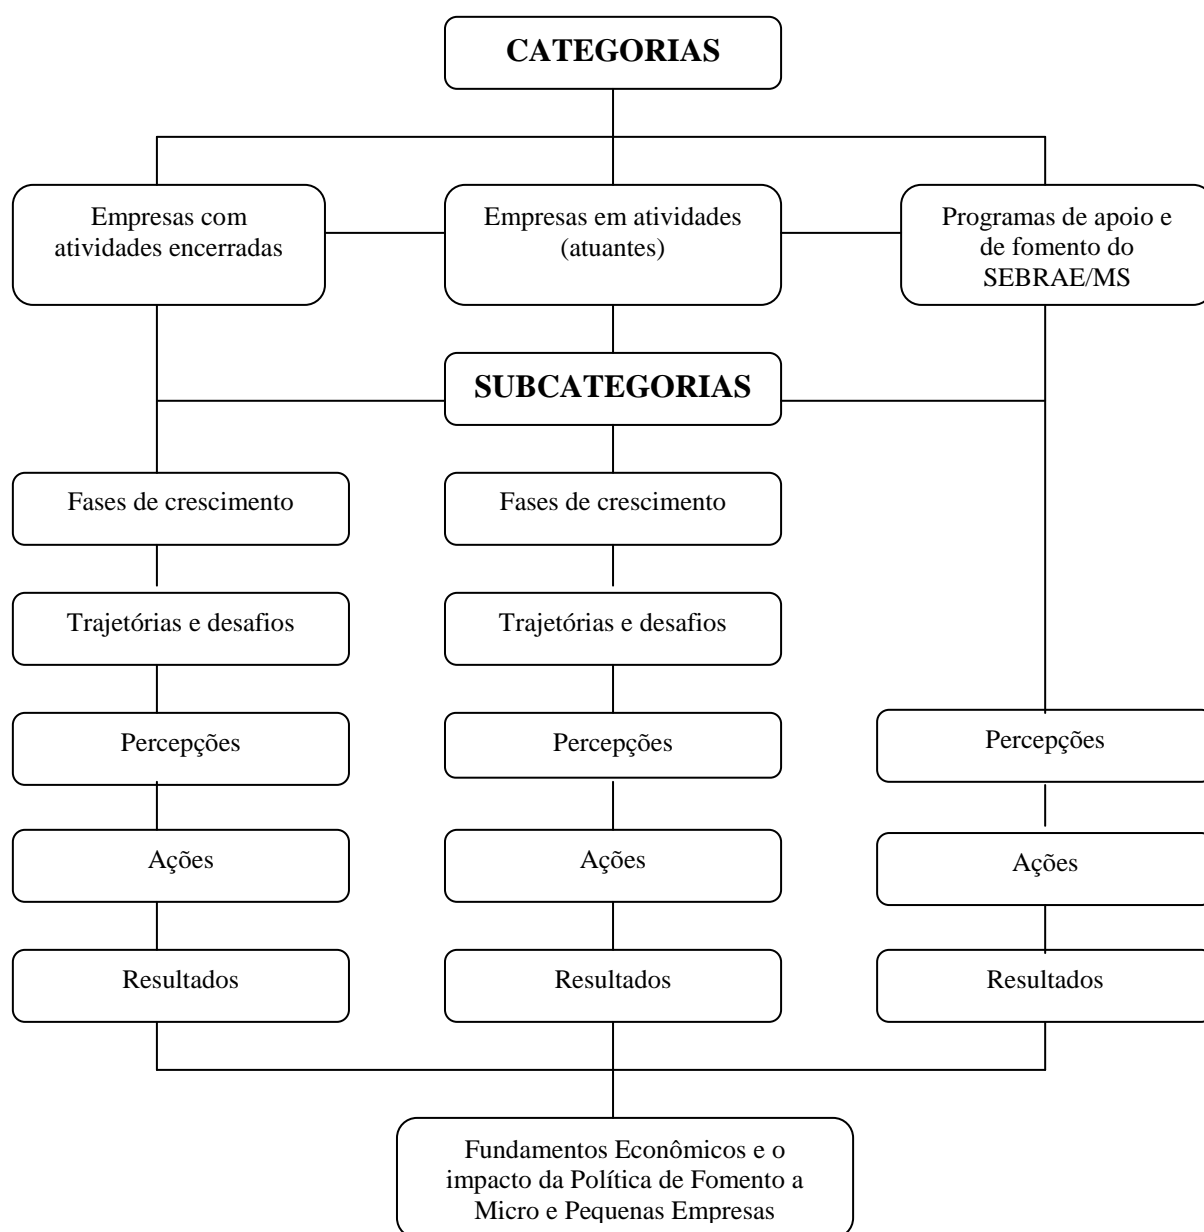 CATEGORIAS
Empresas com
atividades encerradas
Empresas em atividades
(atuantes)
Programas de apoio e
de fomento do
SEBRAE/MS
SUBCATEGORIAS
Fases de crescimento
Fases de crescimento
Trajetórias e desafios
Trajetórias e desafios
Percepções
Percepções
Percepções
Ações
Ações
Ações
Resultados
Resultados
Resultados
Fundamentos Econômicos e o
impacto da Política de Fomento a
Micro e Pequenas Empresas